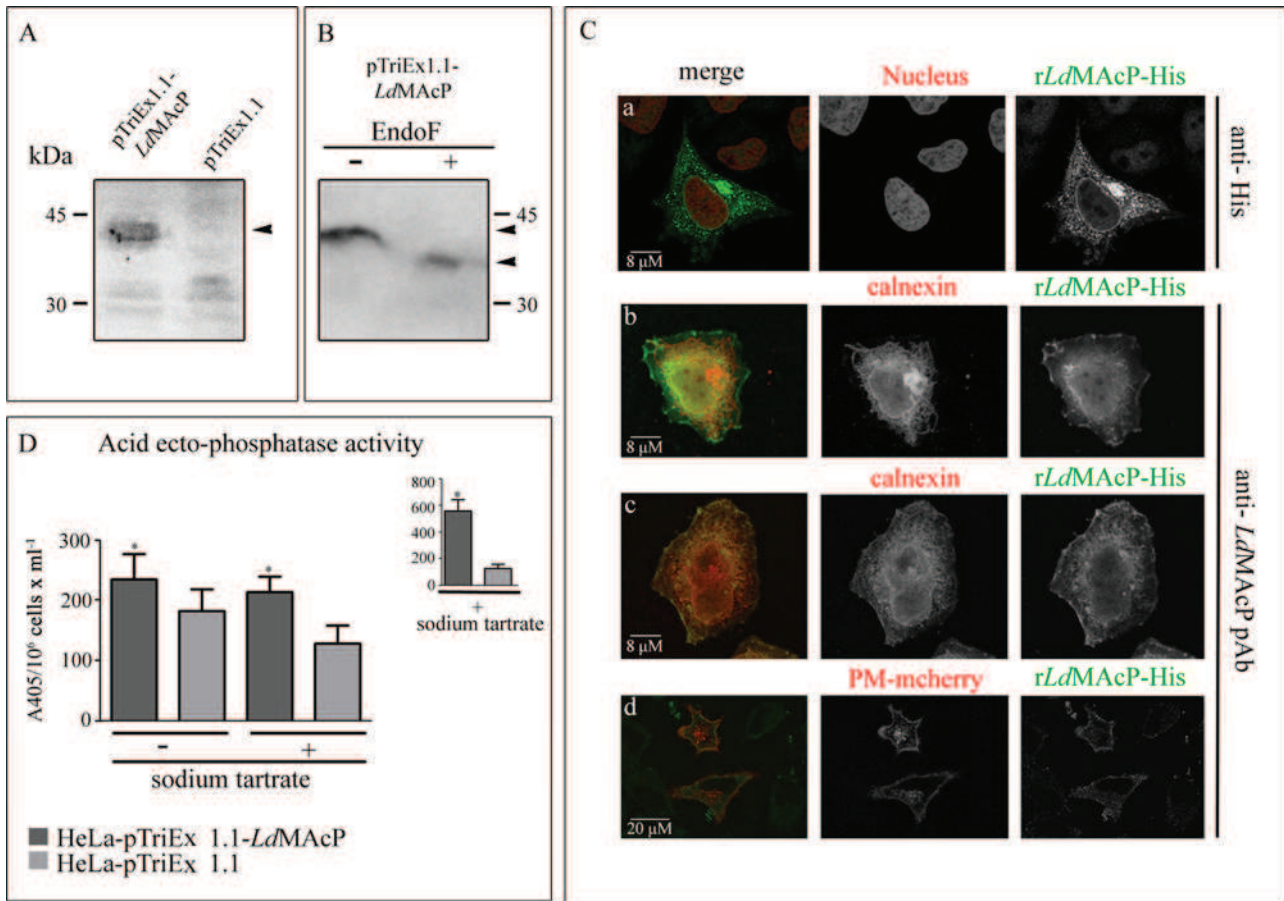 A
pTriEx1.1-
LdMAcP
pTriEx1.1
kDa
45
30
B
pTriEx1.1-
LdMAcP
EndoF
- +
45
30
C
merge Nucleus rLdMAcP-His
a
8 μM
anti- His
calnexin rLdMAcP-His
b
8 μM
calnexin rLdMAcP-His
c
8 μM
PM-mcherry rLdMAcP-His
d
20 μM
anti- LdMAcP pAb
D Acid ecto-phosphatase activity
A405/10⁶ cells x ml⁻¹
300
200
100
0
* *
- +
sodium tartrate
800
600
400
200
0
*
+
sodium tartrate
HeLa-pTriEx 1.1-LdMAcP
HeLa-pTriEx 1.1